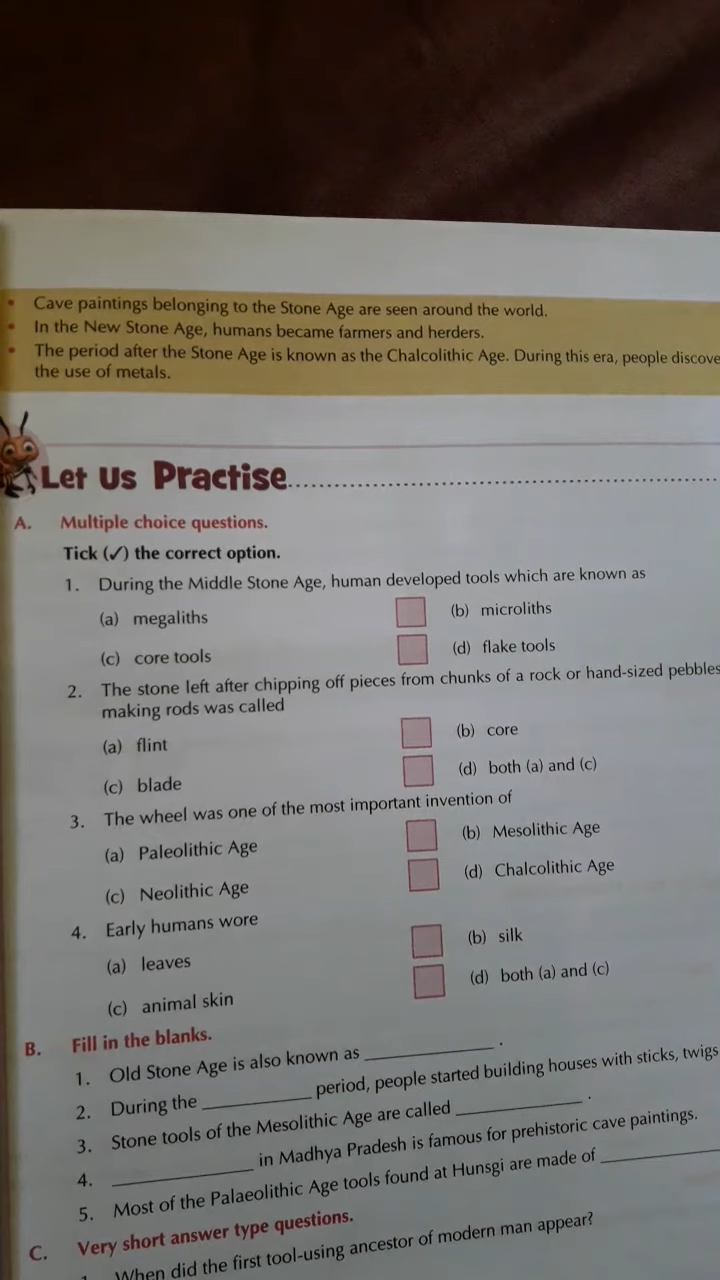 • Cave paintings belonging to the Stone Age are seen around the world.
• In the New Stone Age, humans became farmers and herders.
• The period after the Stone Age is known as the Chalcolithic Age. During this era, people discove
the use of metals.
Let Us Practise
A. Multiple choice questions.
Tick (✓) the correct option.
1. During the Middle Stone Age, human developed tools which are known as
(a) megaliths (b) microliths
(c) core tools (d) flake tools
2. The stone left after chipping off pieces from chunks of a rock or hand-sized pebbles
making rods was called
(a) flint (b) core
(c) blade (d) both (a) and (c)
3. The wheel was one of the most important invention of
(a) Paleolithic Age (b) Mesolithic Age
(c) Neolithic Age (d) Chalcolithic Age
4. Early humans wore
(a) leaves (b) silk
(c) animal skin (d) both (a) and (c)
B. Fill in the blanks.
1. Old Stone Age is also known as ____________ .
2. During the ____________ period, people started building houses with sticks, twigs
3. Stone tools of the Mesolithic Age are called ____________ .
4. ____________ in Madhya Pradesh is famous for prehistoric cave paintings.
5. Most of the Palaeolithic Age tools found at Hunsgi are made of ____________
C. Very short answer type questions.
1. When did the first tool-using ancestor of modern man appear?